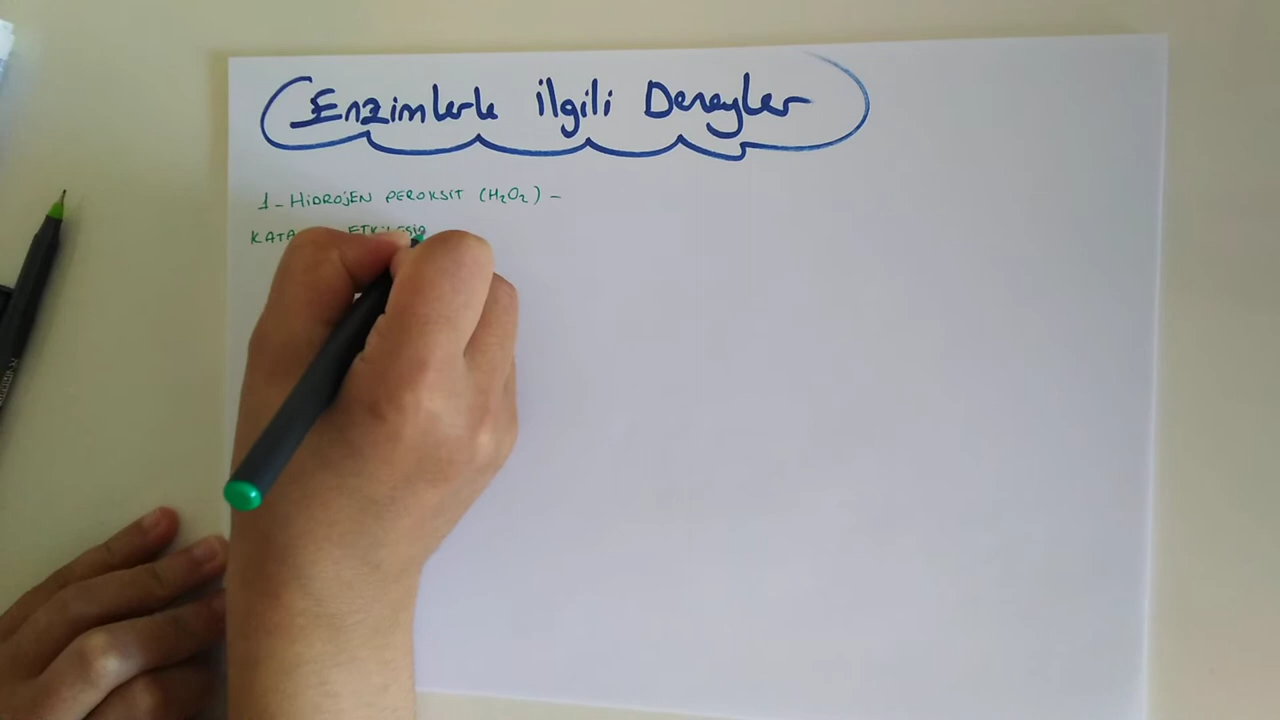 Enzimlerle ilgili Deneyler
1- HİDROJEN PEROKSİT (H₂O₂) -